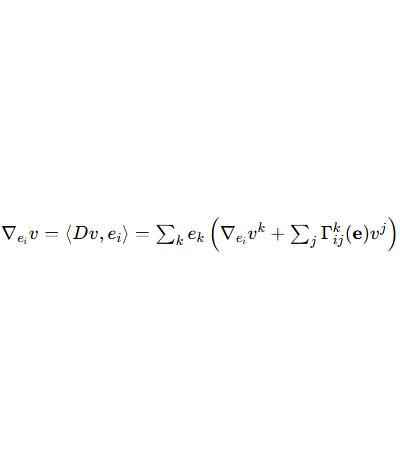 ∇_{e_i} v = ⟨Dv, e_i⟩ = ∑_k e_k (∇_{e_i} v^k + ∑_j Γ^k_{ij}(𝐞)v^j)